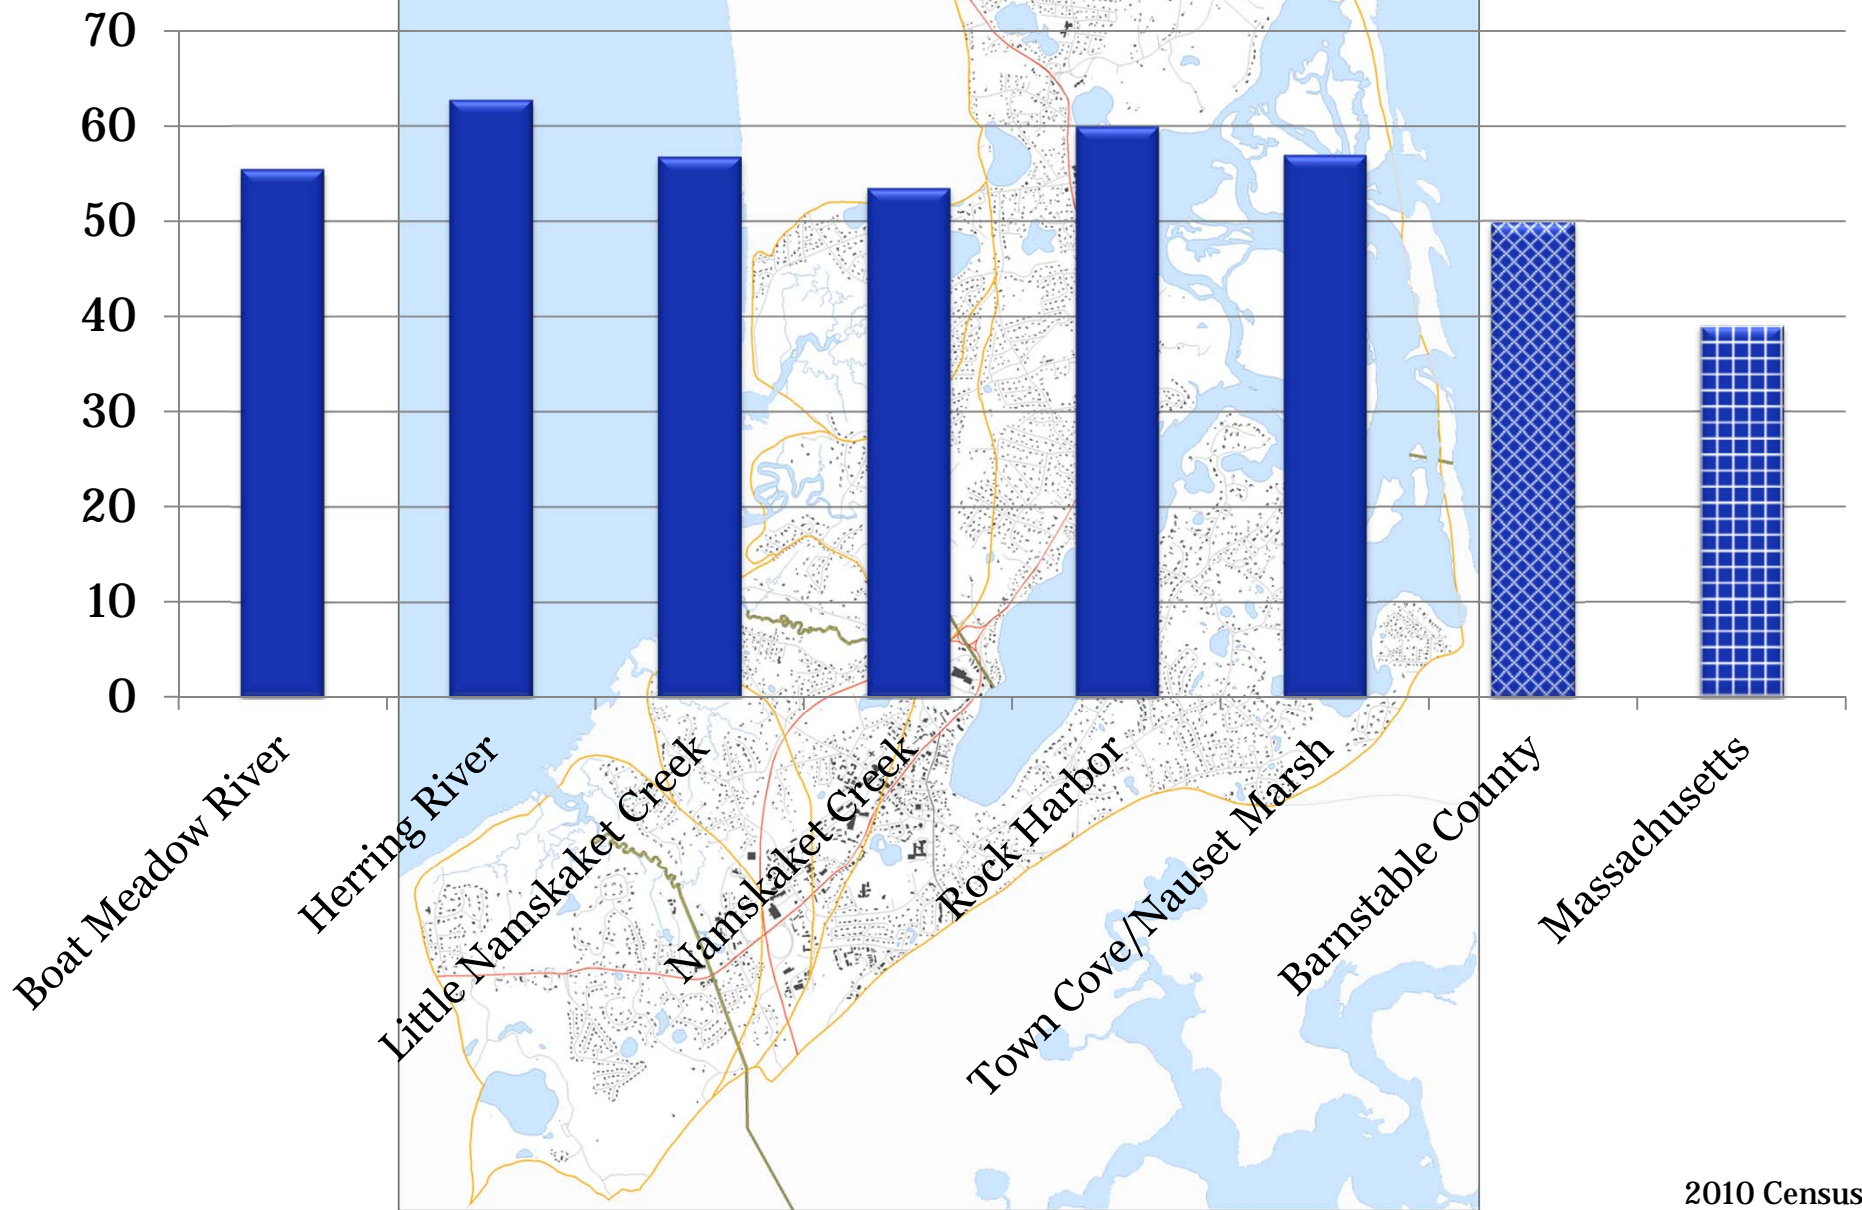 70
60
50
40
30
20
10
0
Boat Meadow River
Herring River
Little Namskaket Creek
Namskaket Creek
Rock Harbor
Town Cove/Nauset Marsh
Barnstable County
Massachusetts
2010 Census